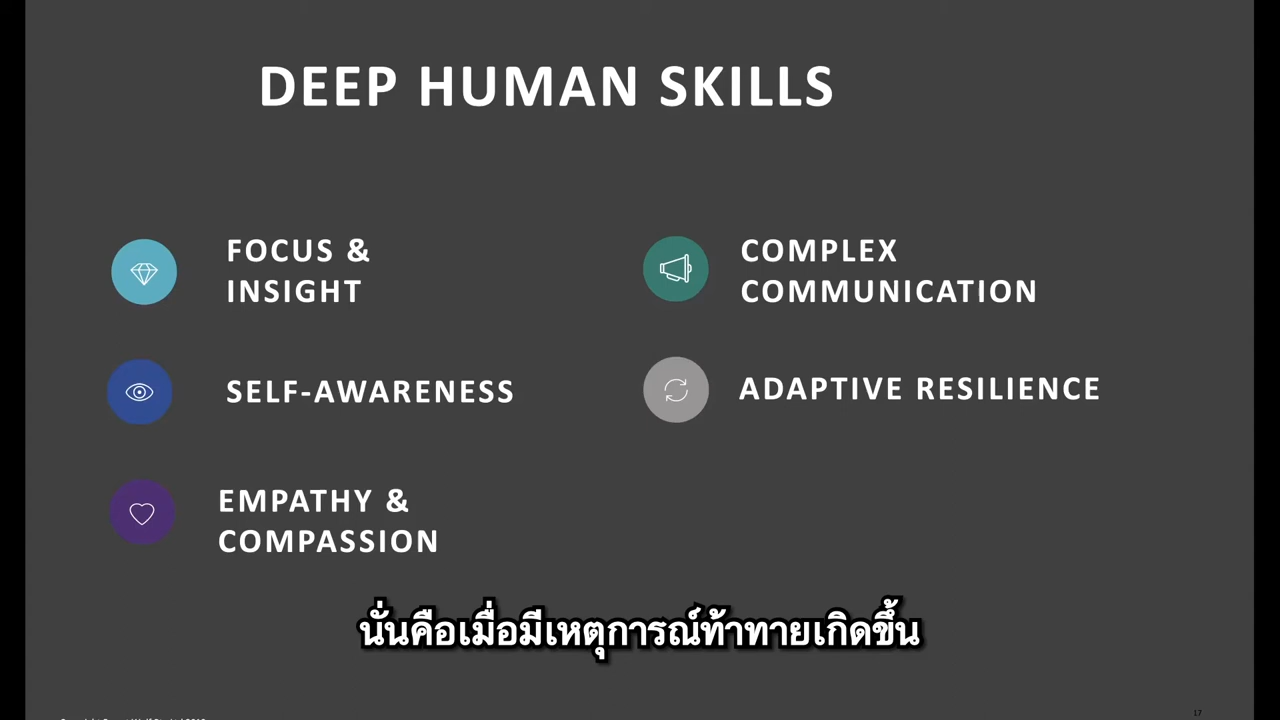 DEEP HUMAN SKILLS
FOCUS &
INSIGHT
SELF-AWARENESS
EMPATHY &
COMPASSION
COMPLEX
COMMUNICATION
ADAPTIVE RESILIENCE
นั่นคือเมื่อมีเหตุการณ์ท้าทายเกิดขึ้น
17